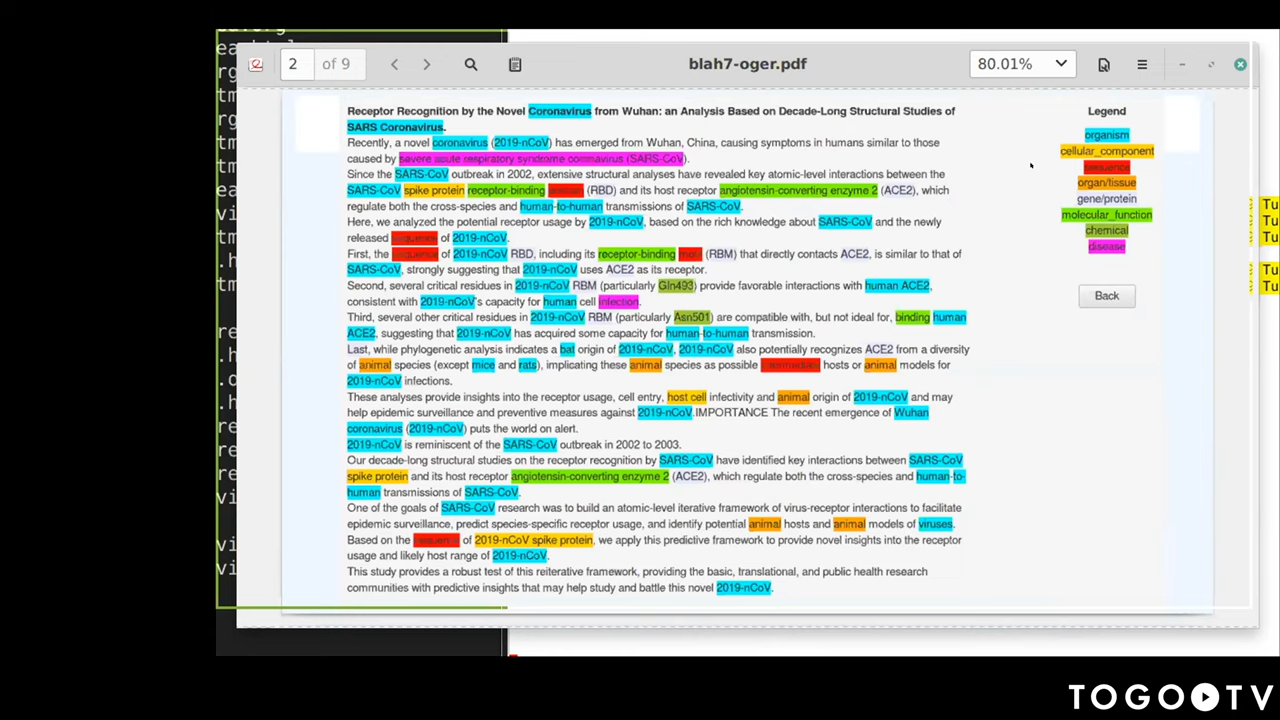 ea
rg
tm
rg
tm
tm
ea
vi
tm
.h
tm
re
.h
.o
.h
re
re
vi
vi
vi
2 of 9
blah7-oger.pdf
80.01%
Receptor Recognition by the Novel Coronavirus from Wuhan: an Analysis Based on Decade-Long Structural Studies of
SARS Coronavirus.
Recently, a novel coronavirus (2019-nCoV) has emerged from Wuhan, China, causing symptoms in humans similar to those
caused by severe acute respiratory syndrome coronavirus (SARS-CoV).
Since the SARS-CoV outbreak in 2002, extensive structural analyses have revealed key atomic-level interactions between the
SARS-CoV spike protein receptor-binding (RBD) and its host receptor angiotensin-converting enzyme 2 (ACE2), which
regulate both the cross-species and human-to-human transmissions of SARS-CoV.
Here, we analyzed the potential receptor usage by 2019-nCoV, based on the rich knowledge about SARS-CoV and the newly
released sequence of 2019-nCoV.
First, the sequence of 2019-nCoV RBD, including its receptor-binding motif (RBM) that directly contacts ACE2, is similar to that of
SARS-CoV, strongly suggesting that 2019-nCoV uses ACE2 as its receptor.
Second, several critical residues in 2019-nCoV RBM (particularly Gln493) provide favorable interactions with human ACE2,
consistent with 2019-nCoV's capacity for human cell infection.
Third, several other critical residues in 2019-nCoV RBM (particularly Asn501) are compatible with, but not ideal for, binding human
ACE2, suggesting that 2019-nCoV has acquired some capacity for human-to-human transmission.
Last, while phylogenetic analysis indicates a bat origin of 2019-nCoV, 2019-nCoV also potentially recognizes ACE2 from a diversity
of animal species (except mice and rats), implicating these animal species as possible intermediate hosts or animal models for
2019-nCoV infections.
These analyses provide insights into the receptor usage, cell entry, host cell infectivity and animal origin of 2019-nCoV and may
help epidemic surveillance and preventive measures against 2019-nCoV.IMPORTANCE The recent emergence of Wuhan
coronavirus (2019-nCoV) puts the world on alert.
2019-nCoV is reminiscent of the SARS-CoV outbreak in 2002 to 2003.
Our decade-long structural studies on the receptor recognition by SARS-CoV have identified key interactions between SARS-CoV
spike protein and its host receptor angiotensin-converting enzyme 2 (ACE2), which regulate both the cross-species and human-to-
human transmissions of SARS-CoV.
One of the goals of SARS-CoV research was to build an atomic-level iterative framework of virus-receptor interactions to facilitate
epidemic surveillance, predict species-specific receptor usage, and identify potential animal hosts and animal models of viruses.
Based on the sequence of 2019-nCoV spike protein, we apply this predictive framework to provide novel insights into the receptor
usage and likely host range of 2019-nCoV.
This study provides a robust test of this reiterative framework, providing the basic, translational, and public health research
communities with predictive insights that may help study and battle this novel 2019-nCoV.
Legend
organism
cellular_component
sequence
organ/tissue
gene/protein
molecular_function
chemical
disease
Back
Tu
Tu
Tu
Tu
Tu
TOGO TV